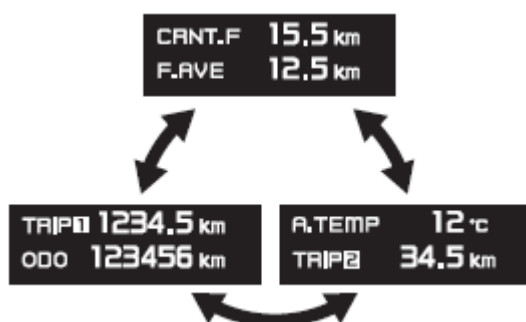 CRNT.F 15.5 km
F.AVE 12.5 km
TRIP1 1234.5 km
ODO 123456 km
A.TEMP 12 °C
TRIP2 34.5 km